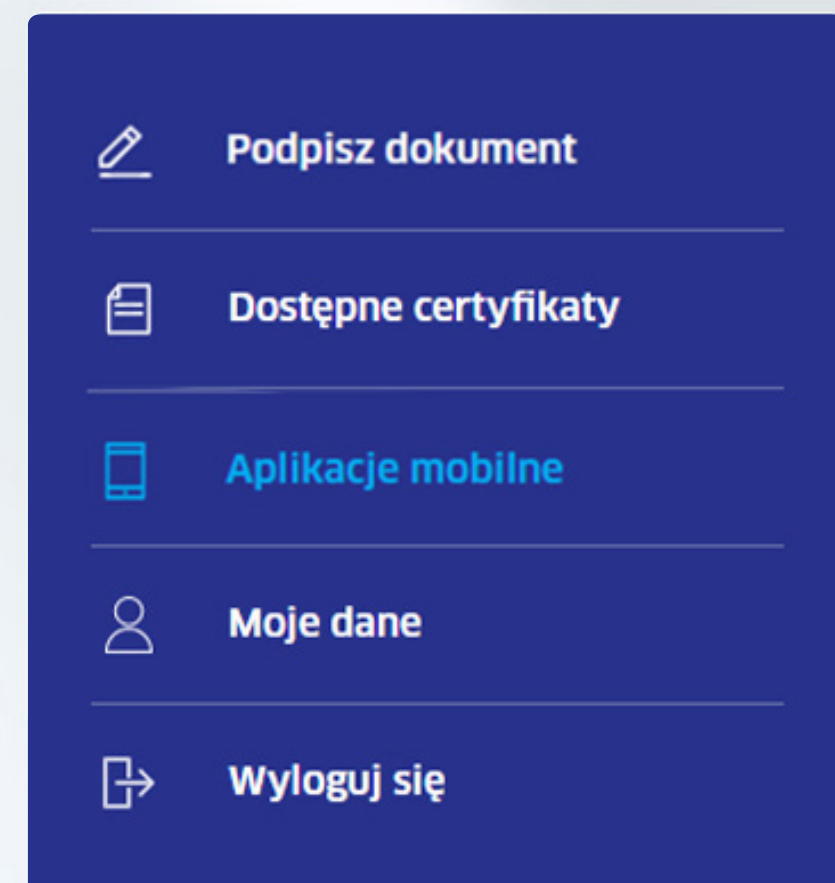 Podpisz dokument
Dostępne certyfikaty
Aplikacje mobilne
Moje dane
Wyloguj się